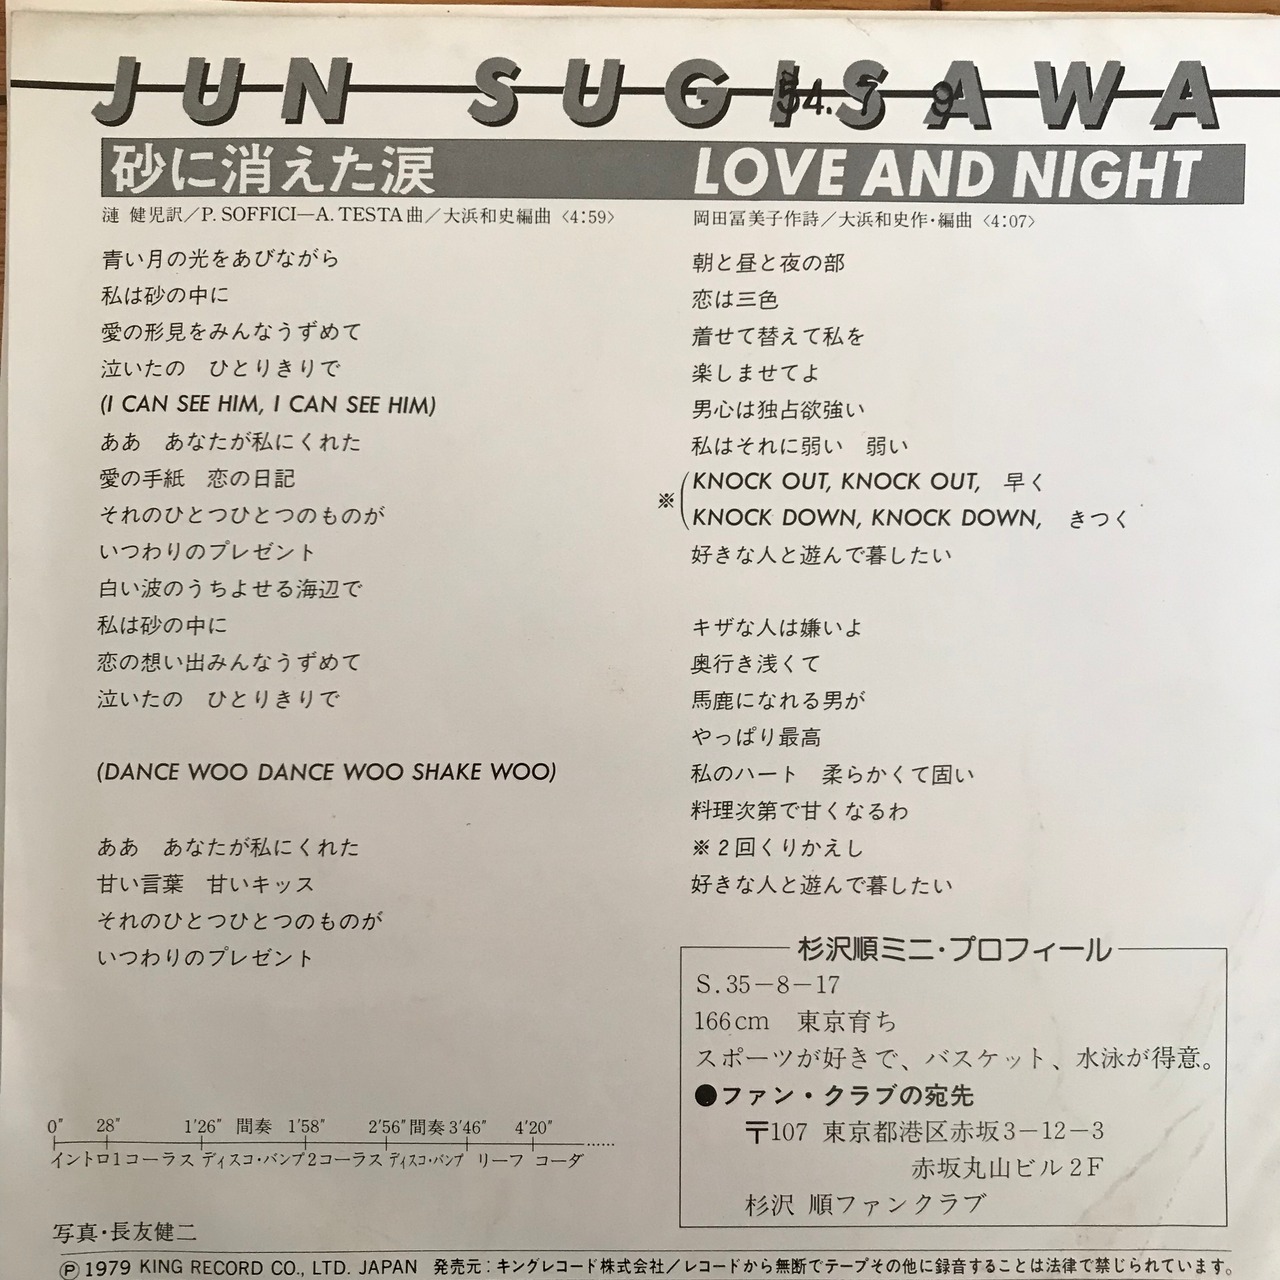 JUN SUGISAWA
54.7 9
砂に消えた涙
漣 健児訳／P. SOFFICI—A. TESTA曲／大浜和史編曲〈4:59〉
青い月の光をあびながら
私は砂の中に
愛の形見をみんなうずめて
泣いたの　ひとりきりで
(I CAN SEE HIM, I CAN SEE HIM)
ああ　あなたが私にくれた
愛の手紙　恋の日記
それのひとつひとつのものが
いつわりのプレゼント
白い波のうちよせる海辺で
私は砂の中に
恋の想い出みんなうずめて
泣いたの　ひとりきりで
(DANCE WOO DANCE WOO SHAKE WOO)
ああ　あなたが私にくれた
甘い言葉　甘いキッス
それのひとつひとつのものが
いつわりのプレゼント
0″ 28″ 1′26″ 間奏 1′58″ 2′56″ 間奏 3′46″ 4′20″
イントロ 1コーラス ディスコ・バンプ 2コーラス ディスコ・バンプ リーフ コーダ
写真・長友健二
LOVE AND NIGHT
岡田冨美子作詩／大浜和史作・編曲〈4:07〉
朝と昼と夜の部
恋は三色
着せて替えて私を
楽しませてよ
男心は独占欲強い
私はそれに弱い　弱い
※(KNOCK OUT, KNOCK OUT,　早く
KNOCK DOWN, KNOCK DOWN,　きつく
好きな人と遊んで暮したい
キザな人は嫌いよ
奥行き浅くて
馬鹿になれる男が
やっぱり最高
私のハート　柔らかくて固い
料理次第で甘くなるわ
※2回くりかえし
好きな人と遊んで暮したい
杉沢順ミニ・プロフィール
S.35−8−17
166cm　東京育ち
スポーツが好きで、バスケット、水泳が得意。
●ファン・クラブの宛先
〒107 東京都港区赤坂3−12−3
赤坂丸山ビル2F
杉沢 順ファンクラブ
Ⓟ1979 KING RECORD CO., LTD. JAPAN　発売元：キングレコード株式会社／レコードから無断でテープその他に録音することは法律で禁じられています。